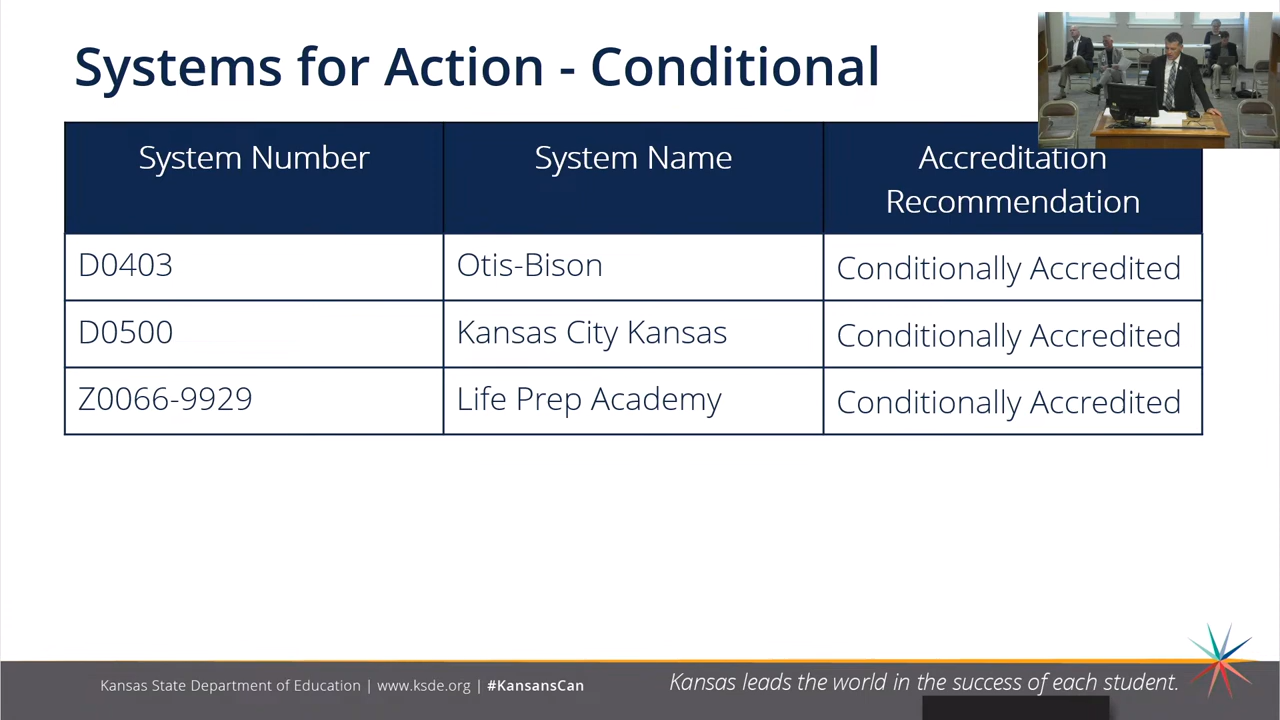 Systems for Action - Conditional
System Number
System Name
Accreditation
Recommendation
D0403
Otis-Bison
Conditionally Accredited
D0500
Kansas City Kansas
Conditionally Accredited
Z0066-9929
Life Prep Academy
Conditionally Accredited
Kansas State Department of Education | www.ksde.org | #KansansCan
Kansas leads the world in the success of each student.